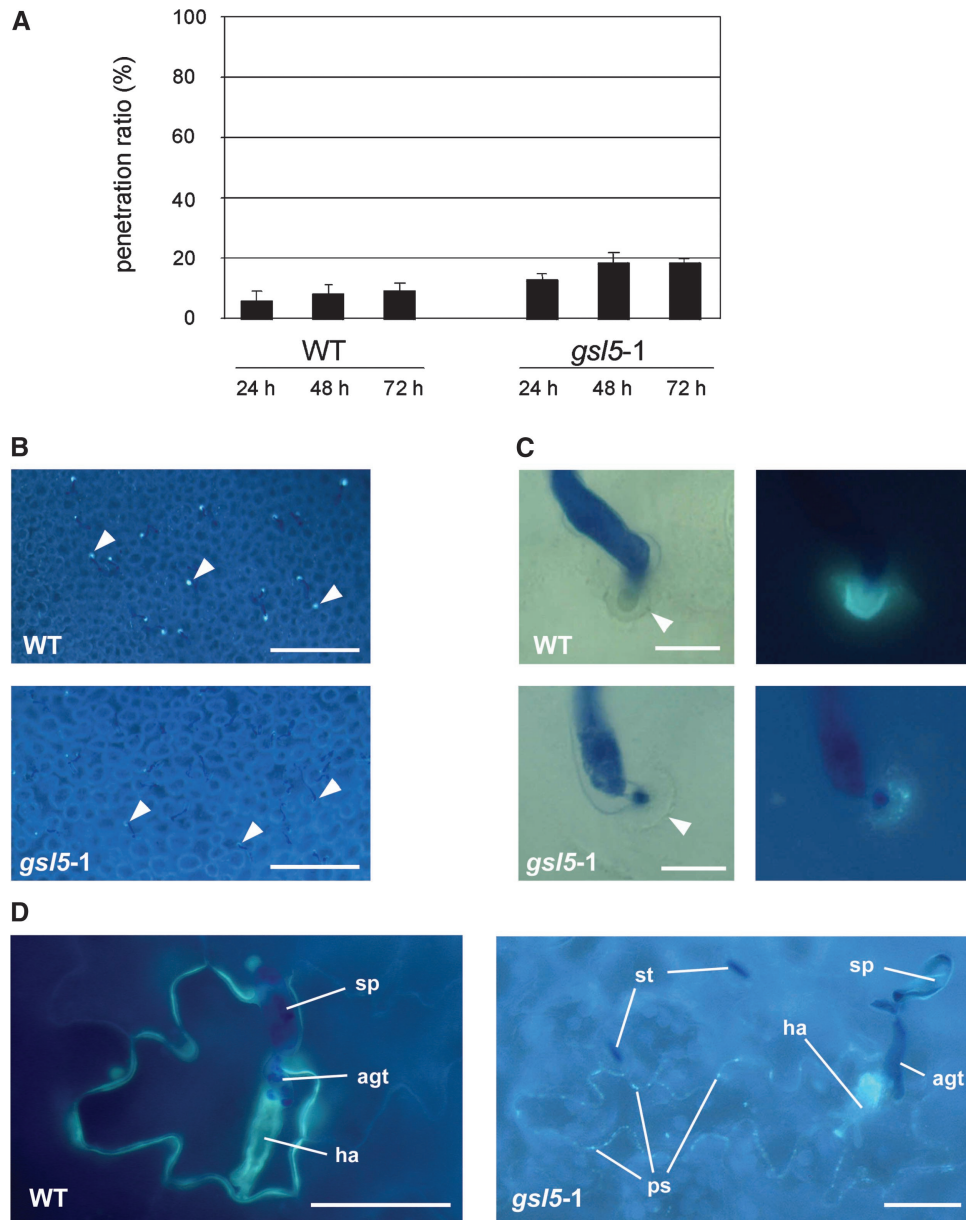 A
penetration ratio (%)
100
80
60
40
20
0
WT
gsl5-1
24 h 48 h 72 h
24 h 48 h 72 h
B
WT
gsl5-1
C
WT
gsl5-1
D
sp
agt
ha
WT
st
sp
ha
agt
ps
gsl5-1